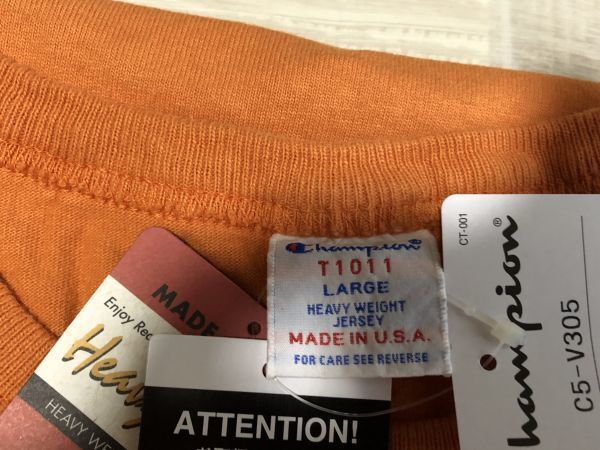 Champion
T1011
LARGE
HEAVY WEIGHT
JERSEY
MADE IN U.S.A.
FOR CARE SEE REVERSE
MADE
Enjoy
HEAVY
ATTENTION!
CT-001
hampion®
C5-V305